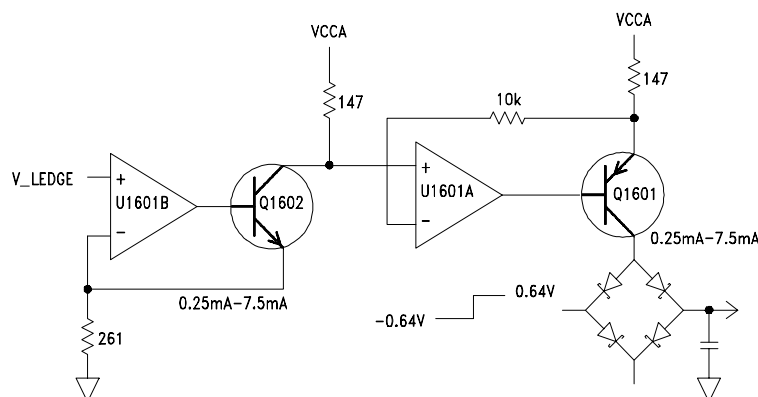 VCCA
VCCA
147
147
10k
V_LEDGE
+
U1601B
−
Q1602
+
U1601A
−
Q1601
0.25mA−7.5mA
0.25mA−7.5mA
0.64V
−0.64V
261